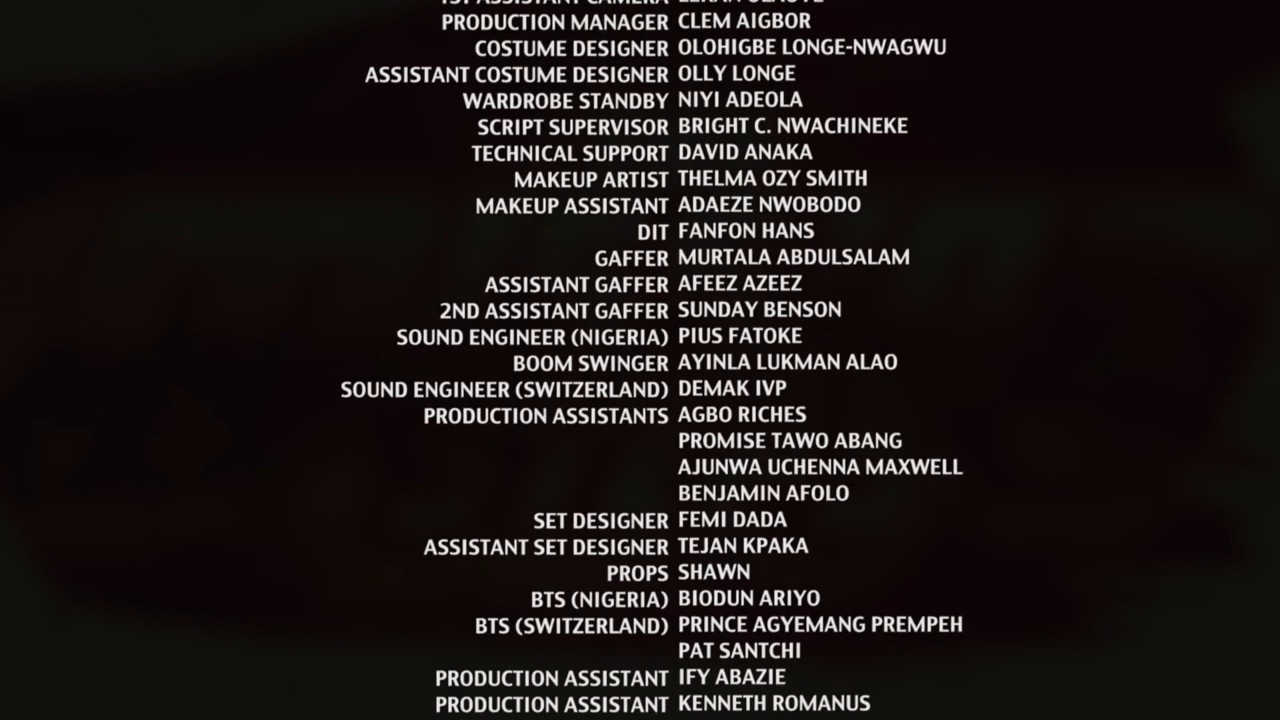 PRODUCTION MANAGER CLEM AIGBOR
COSTUME DESIGNER OLOHIGBE LONGE-NWAGWU
ASSISTANT COSTUME DESIGNER OLLY LONGE
WARDROBE STANDBY NIYI ADEOLA
SCRIPT SUPERVISOR BRIGHT C. NWACHINEKE
TECHNICAL SUPPORT DAVID ANAKA
MAKEUP ARTIST THELMA OZY SMITH
MAKEUP ASSISTANT ADAEZE NWOBODO
DIT FANFON HANS
GAFFER MURTALA ABDULSALAM
ASSISTANT GAFFER AFEEZ AZEEZ
2ND ASSISTANT GAFFER SUNDAY BENSON
SOUND ENGINEER (NIGERIA) PIUS FATOKE
BOOM SWINGER AYINLA LUKMAN ALAO
SOUND ENGINEER (SWITZERLAND) DEMAK IVP
PRODUCTION ASSISTANTS AGBO RICHES
PROMISE TAWO ABANG
AJUNWA UCHENNA MAXWELL
BENJAMIN AFOLO
SET DESIGNER FEMI DADA
ASSISTANT SET DESIGNER TEJAN KPAKA
PROPS SHAWN
BTS (NIGERIA) BIODUN ARIYO
BTS (SWITZERLAND) PRINCE AGYEMANG PREMPEH
PAT SANTCHI
PRODUCTION ASSISTANT IFY ABAZIE
PRODUCTION ASSISTANT KENNETH ROMANUS